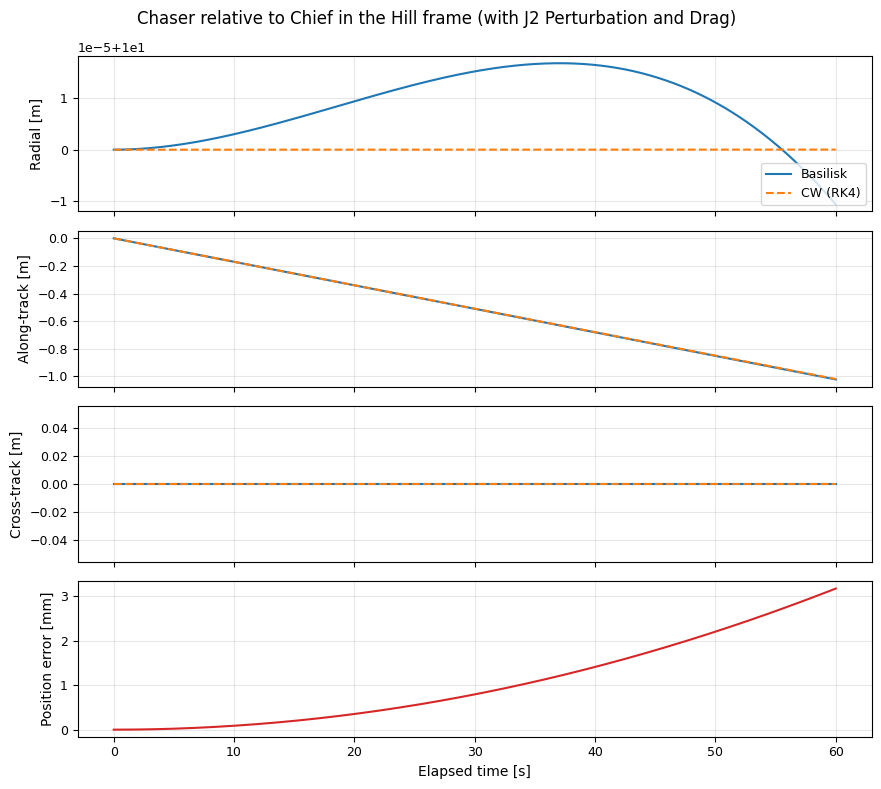 Chaser relative to Chief in the Hill frame (with J2 Perturbation and Drag)
1e−5+1e1
Radial [m]
1
0
−1
Basilisk
CW (RK4)
Along-track [m]
0.0
−0.2
−0.4
−0.6
−0.8
−1.0
Cross-track [m]
0.04
0.02
0.00
−0.02
−0.04
Position error [mm]
3
2
1
0
0 10 20 30 40 50 60
Elapsed time [s]